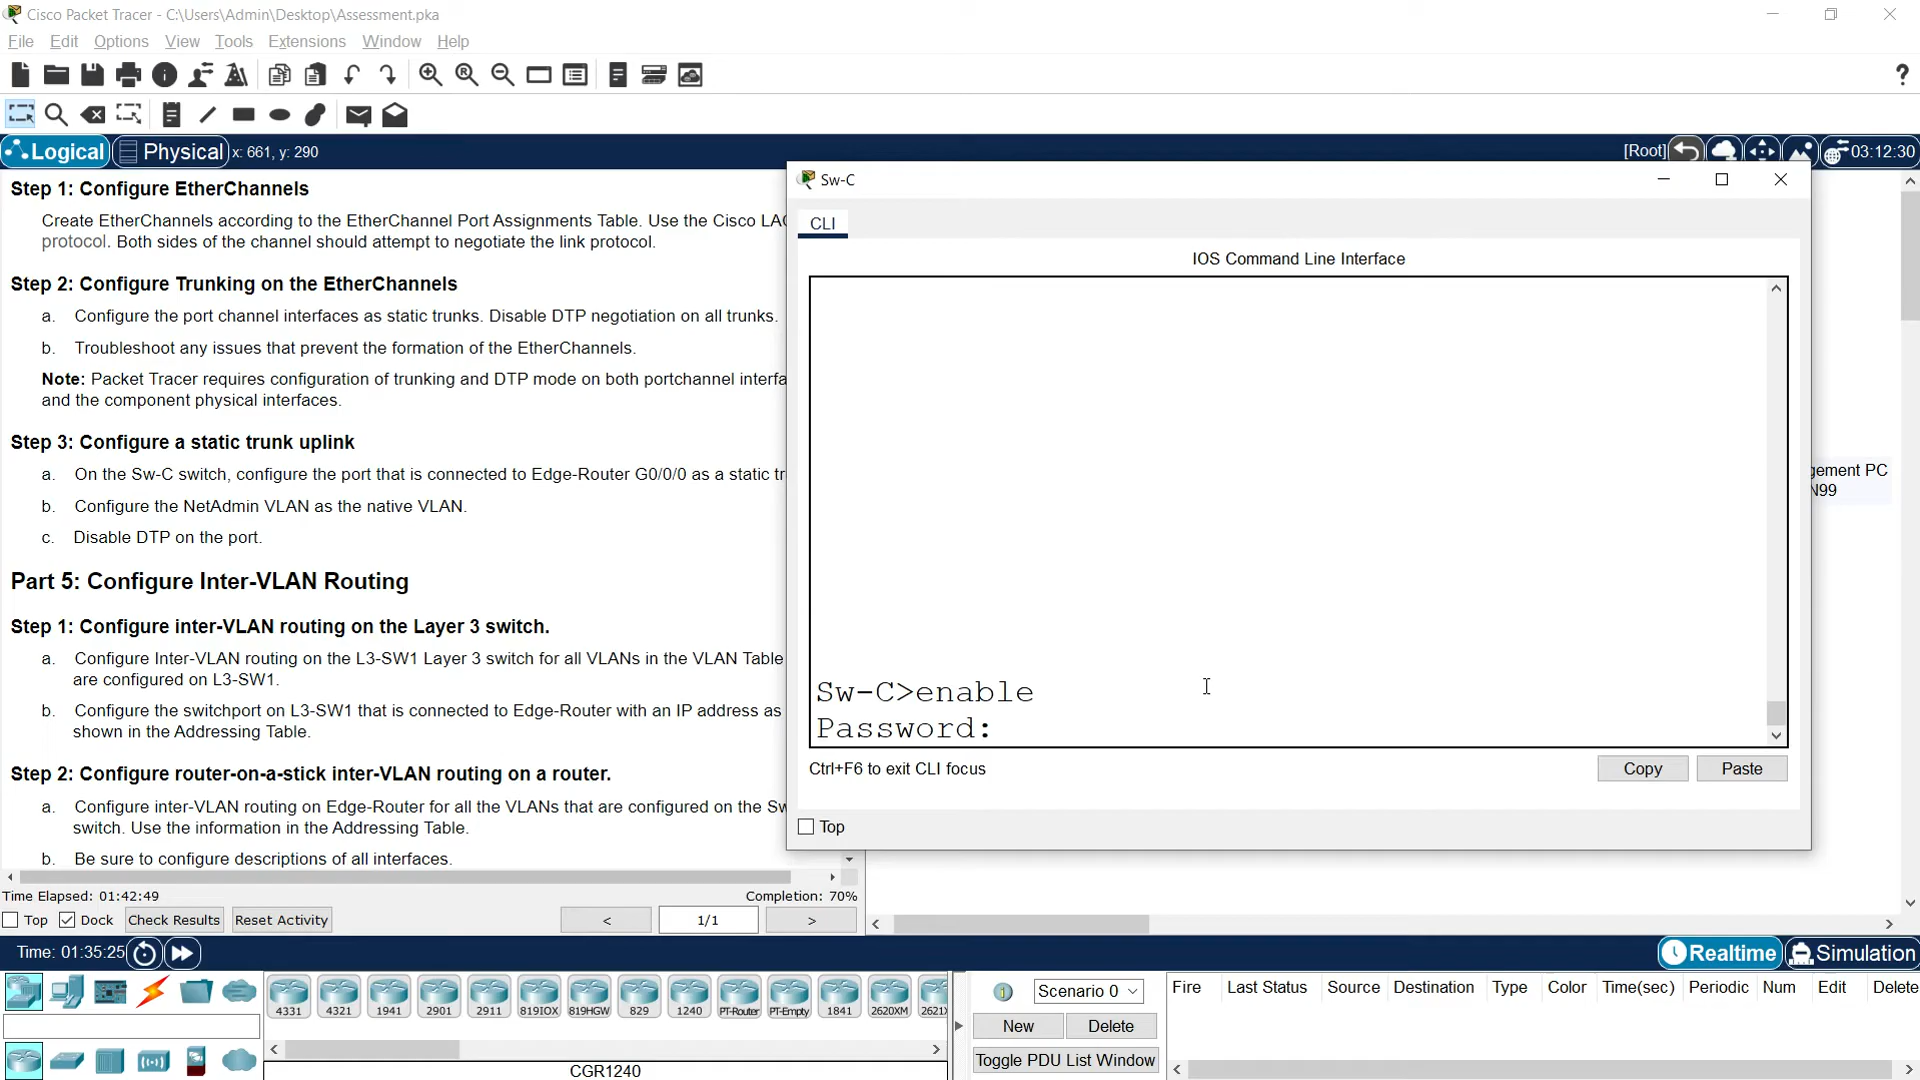 Cisco Packet Tracer - C:\Users\Admin\Desktop\Assessment.pka
File Edit Options View Tools Extensions Window Help
Logical Physical x: 661, y: 290 [Root] 03:12:30
Step 1: Configure EtherChannels
Create EtherChannels according to the EtherChannel Port Assignments Table. Use the Cisco LAC
protocol. Both sides of the channel should attempt to negotiate the link protocol.
Step 2: Configure Trunking on the EtherChannels
a. Configure the port channel interfaces as static trunks. Disable DTP negotiation on all trunks.
b. Troubleshoot any issues that prevent the formation of the EtherChannels.
Note: Packet Tracer requires configuration of trunking and DTP mode on both portchannel interfa
and the component physical interfaces.
Step 3: Configure a static trunk uplink
a. On the Sw-C switch, configure the port that is connected to Edge-Router G0/0/0 as a static tr
b. Configure the NetAdmin VLAN as the native VLAN.
c. Disable DTP on the port.
Part 5: Configure Inter-VLAN Routing
Step 1: Configure inter-VLAN routing on the Layer 3 switch.
a. Configure Inter-VLAN routing on the L3-SW1 Layer 3 switch for all VLANs in the VLAN Table
are configured on L3-SW1.
b. Configure the switchport on L3-SW1 that is connected to Edge-Router with an IP address as
shown in the Addressing Table.
Step 2: Configure router-on-a-stick inter-VLAN routing on a router.
a. Configure inter-VLAN routing on Edge-Router for all the VLANs that are configured on the Sw
switch. Use the information in the Addressing Table.
b. Be sure to configure descriptions of all interfaces.
Time Elapsed: 01:42:49 Completion: 70%
Top Dock Check Results Reset Activity < 1/1 >
Sw-C
CLI
IOS Command Line Interface
Sw-C>enable
Password:
Ctrl+F6 to exit CLI focus Copy Paste
Top
gement PC
N99
Time: 01:35:25 Realtime Simulation
4331 4321 1941 2901 2911 819IOX 819HGW 829 1240 PT-Router PT-Empty 1841 2620XM 2621X
CGR1240
Scenario 0
New Delete
Toggle PDU List Window
Fire Last Status Source Destination Type Color Time(sec) Periodic Num Edit Delete